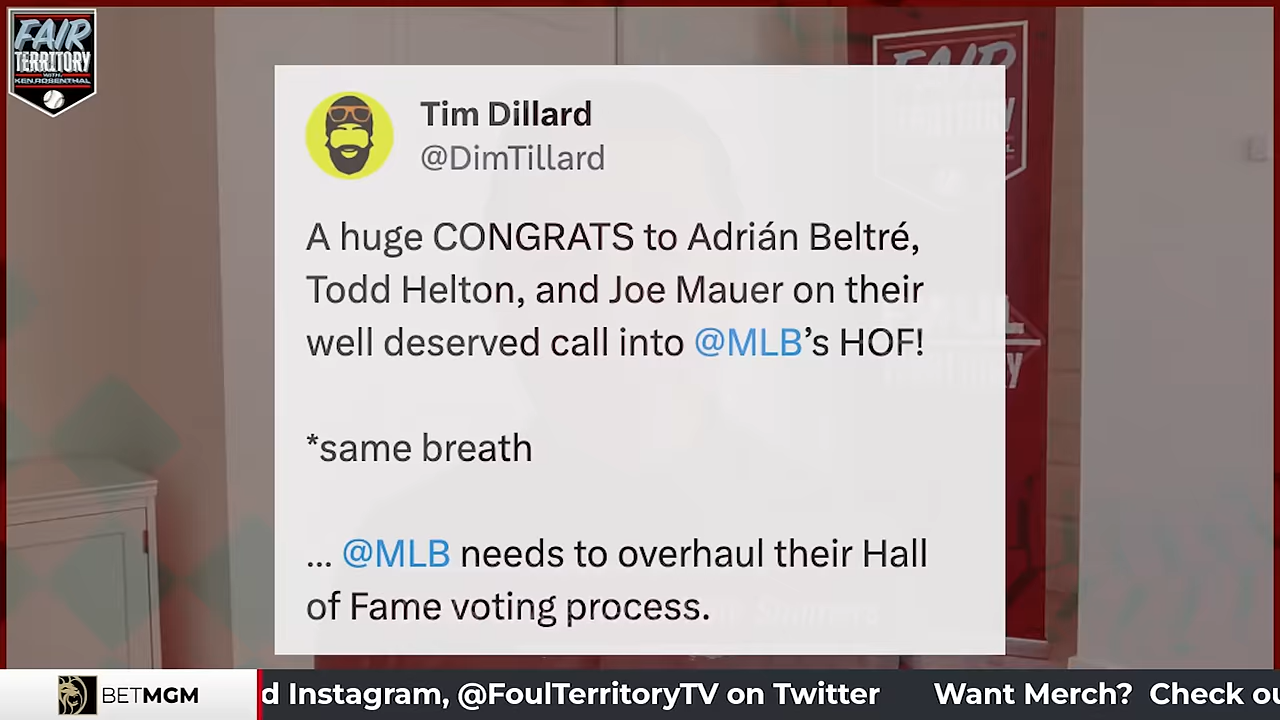 FAIR
TERRITORY
WITH
KEN ROSENTHAL
Tim Dillard
@DimTillard
A huge CONGRATS to Adrián Beltré,
Todd Helton, and Joe Mauer on their
well deserved call into @MLB’s HOF!
*same breath
... @MLB needs to overhaul their Hall
of Fame voting process.
BETMGM
d Instagram, @FoulTerritoryTV on Twitter Want Merch? Check ou